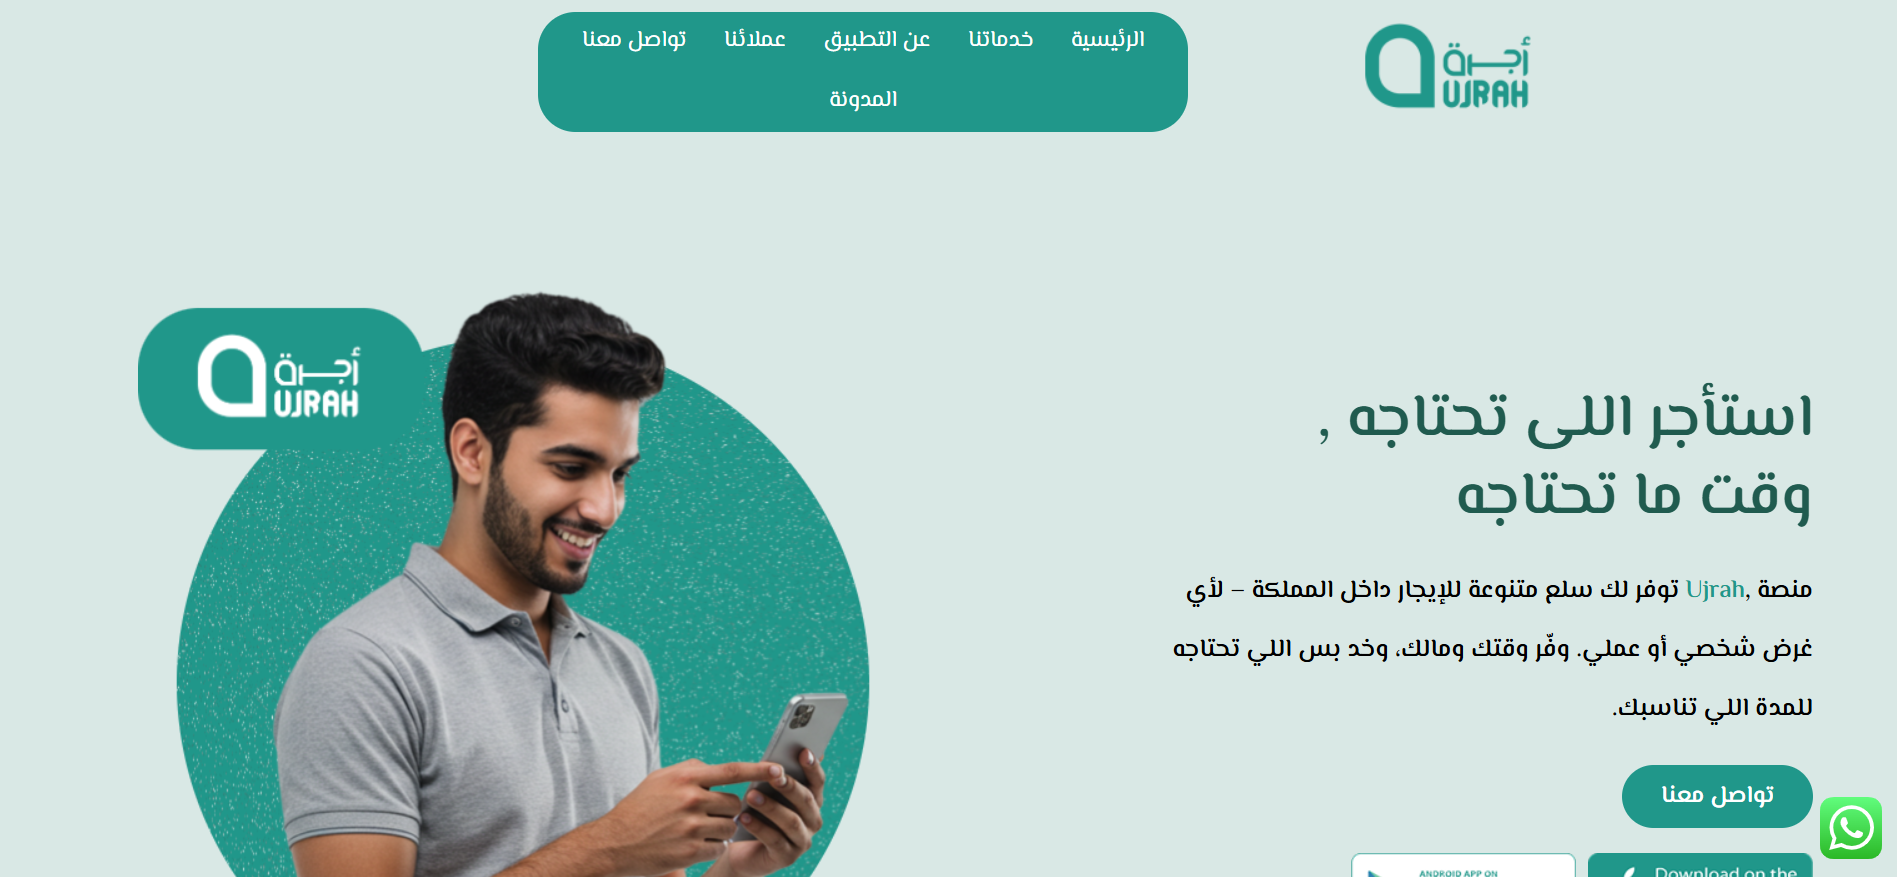 أجرة
UJRAH
الرئيسية خدماتنا عن التطبيق عملائنا تواصل معنا
المدونة
أجرة
UJRAH
استأجر اللى تحتاجه ,
وقت ما تحتاجه
منصة ,Ujrah توفر لك سلع متنوعة للإيجار داخل المملكة – لأي
غرض شخصي أو عملي. وفّر وقتك ومالك، وخد بس اللي تحتاجه
للمدة اللي تناسبك.
تواصل معنا
Download on the
ANDROID APP ON